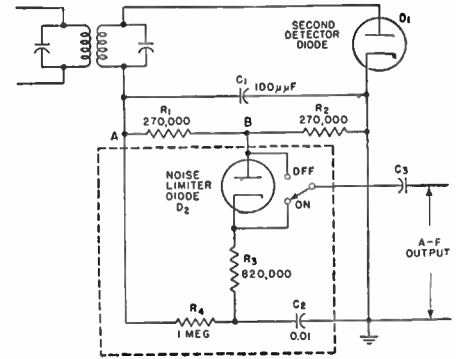 SECOND
DETECTOR
DIODE
D1
C1 100μμF
R1
270,000
R2
270,000
A
B
NOISE
LIMITER
DIODE
D2
OFF
ON
C3
A-F
OUTPUT
R3
820,000
R4
1 MEG
C2
0.01